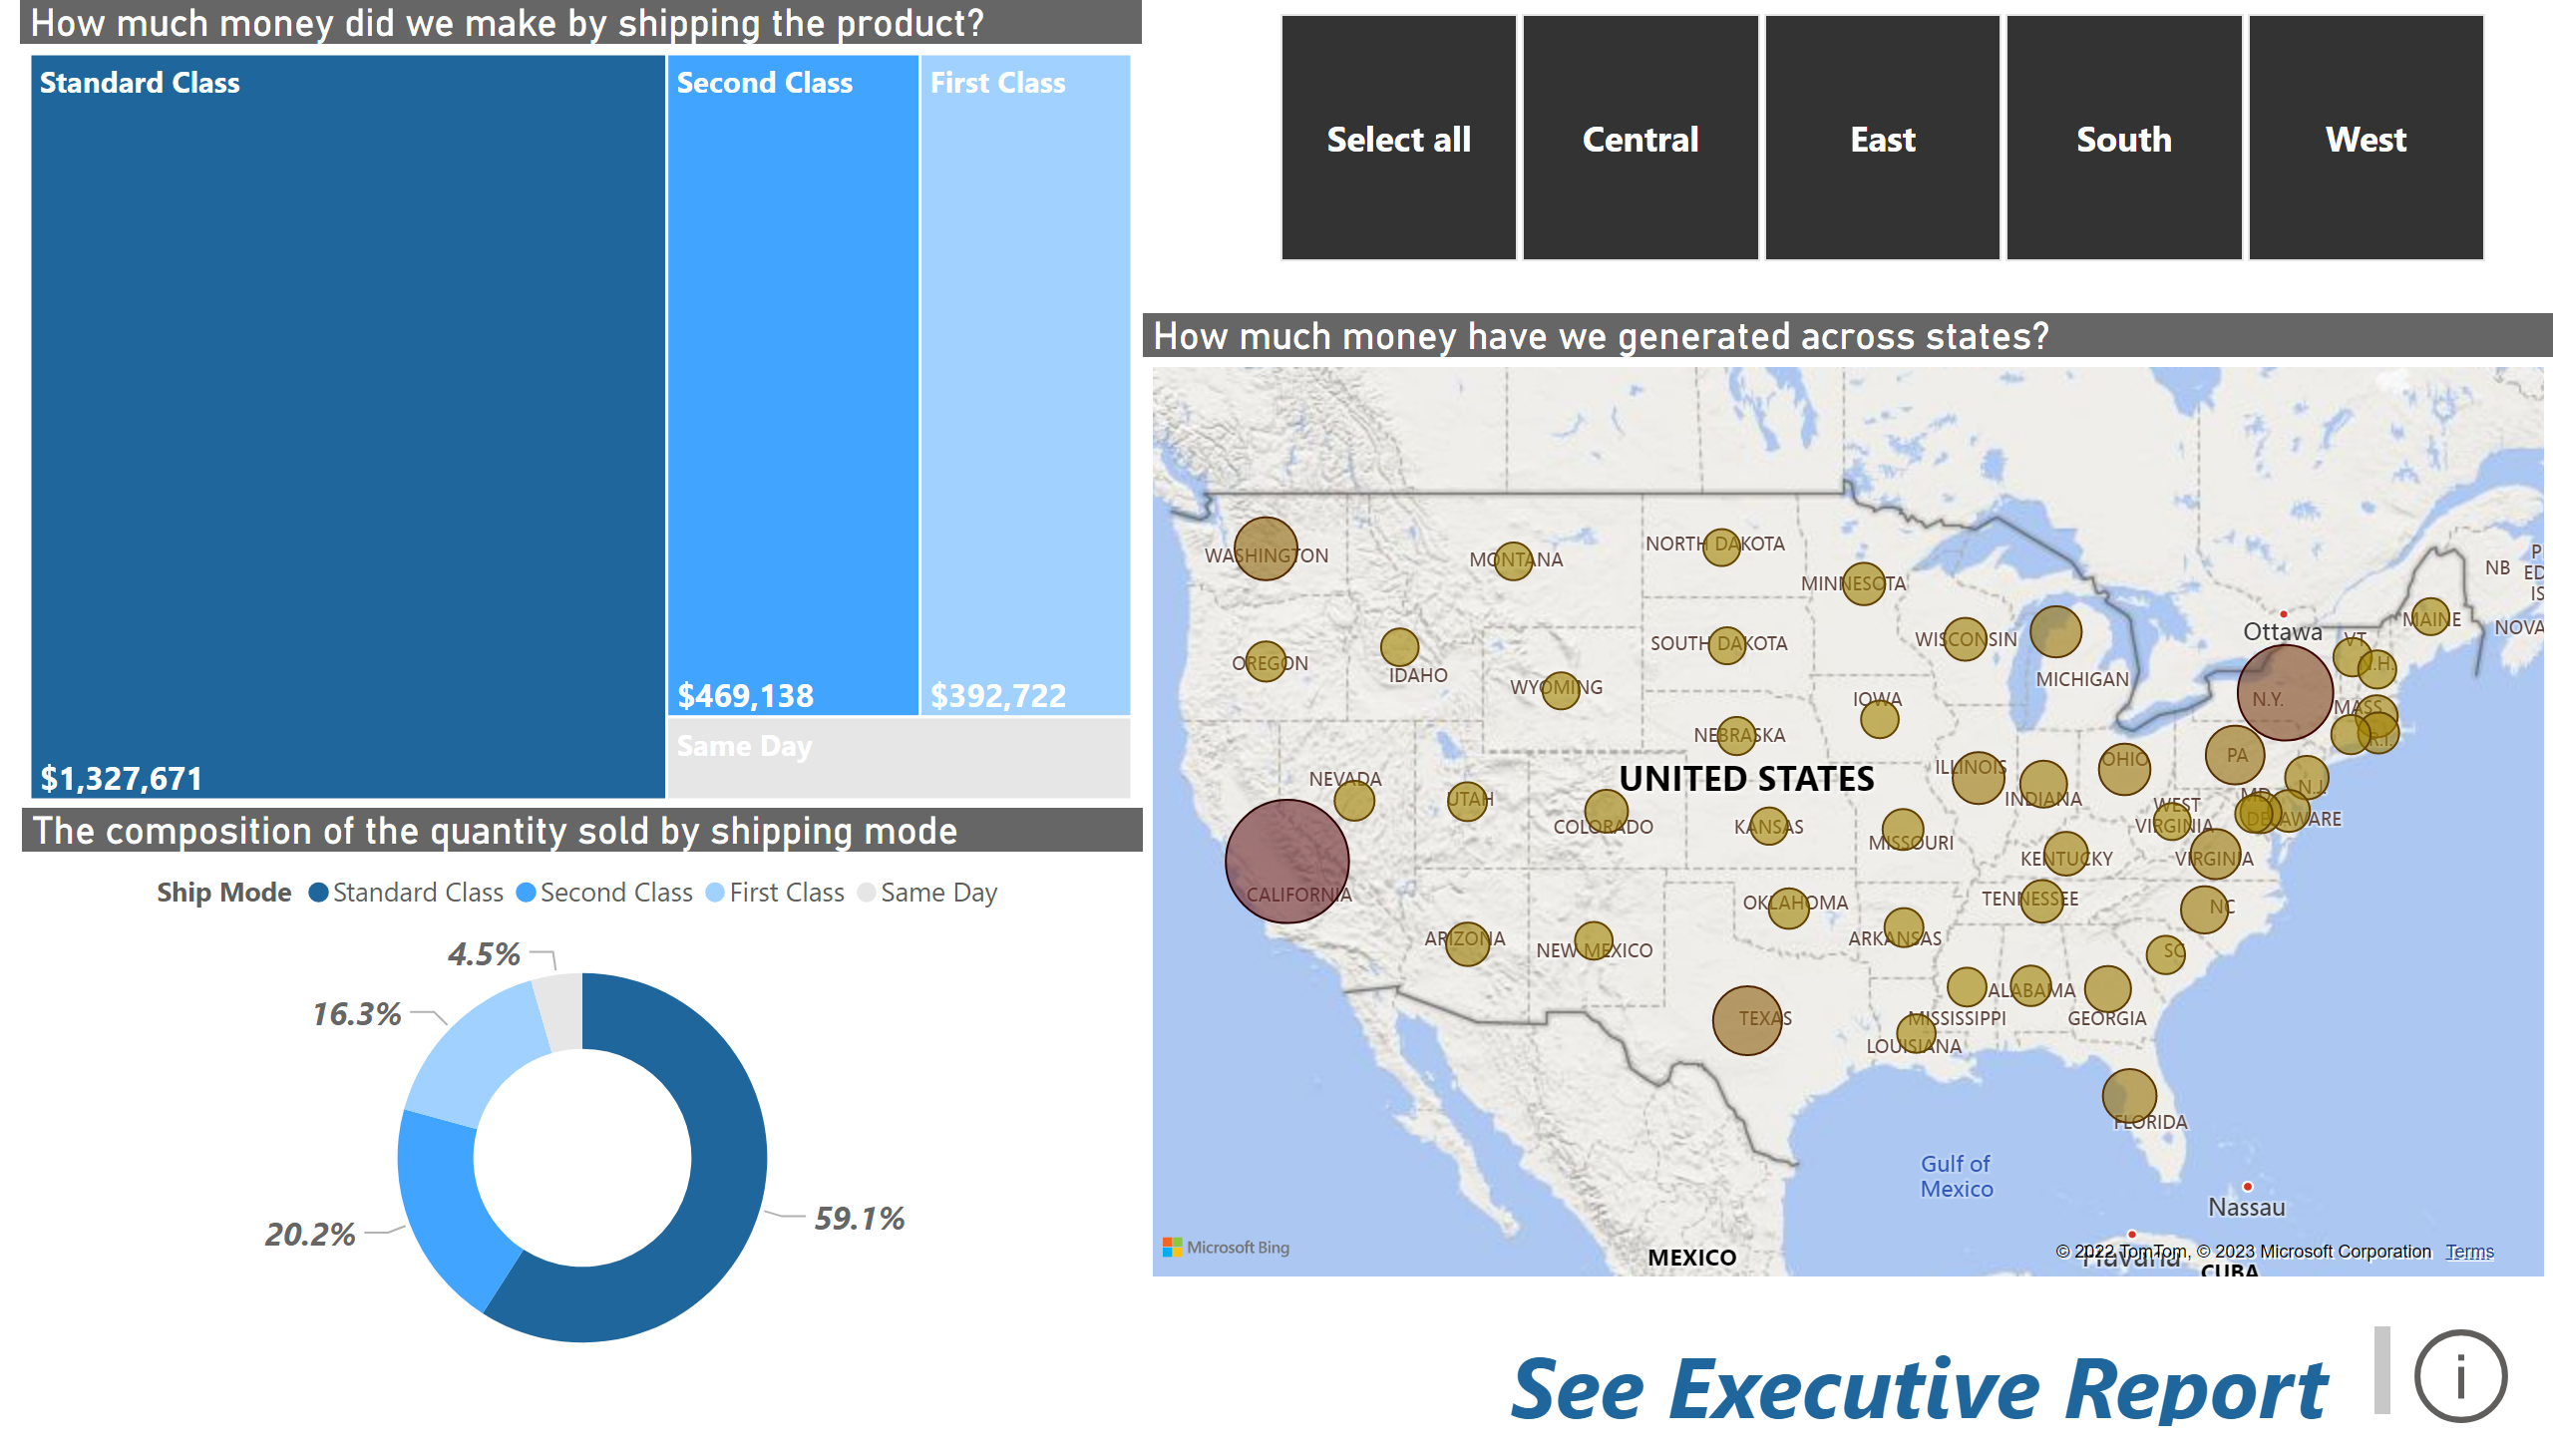 How much money did we make by shipping the product?
Standard Class
Second Class
First Class
$469,138
$392,722
Same Day
$1,327,671
Select all
Central
East
South
West
The composition of the quantity sold by shipping mode
Ship Mode Standard Class Second Class First Class Same Day
4.5%
16.3%
20.2%
59.1%
How much money have we generated across states?
WASHINGTON
MONTANA
NORTH DAKOTA
MINNESOTA
NB
MAINE
Ottawa
OREGON
IDAHO
SOUTH DAKOTA
WISCONSIN
MICHIGAN
VT
N.H.
WYOMING
IOWA
N.Y.
MASS
R.I.
NEBRASKA
UNITED STATES
NEVADA
UTAH
COLORADO
KANSAS
MISSOURI
ILLINOIS
INDIANA
OHIO
PA
N.J.
MD
DELAWARE
WEST
VIRGINIA
KENTUCKY
VIRGINIA
CALIFORNIA
ARIZONA
NEW MEXICO
OKLAHOMA
ARKANSAS
TENNESSEE
NC
SC
TEXAS
ALABAMA
MISSISSIPPI
GEORGIA
LOUISIANA
FLORIDA
Gulf of
Mexico
Nassau
Havana
CUBA
MEXICO
Microsoft Bing
© 2022 TomTom, © 2023 Microsoft Corporation Terms
See Executive Report
i